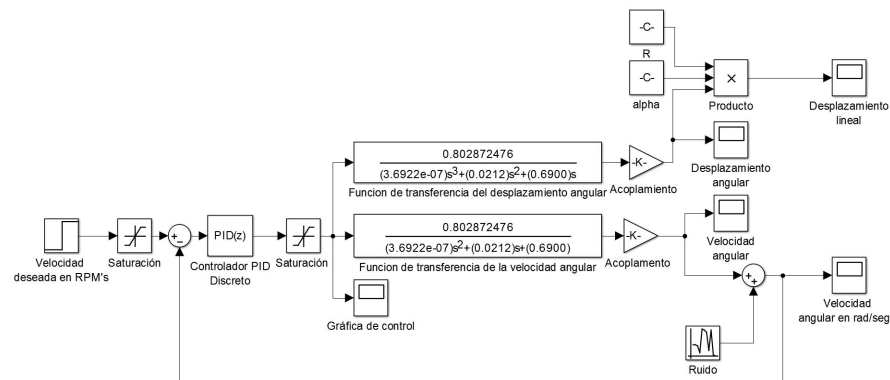 -C-
R
-C-
alpha
×
Producto
Desplazamiento
lineal
0.802872476
(3.6922e-07)s³+(0.0212)s²+(0.6900)s
Funcion de transferencia del desplazamiento angular
-K-
Acoplamiento
Desplazamiento
angular
Velocidad
deseada en RPM's
Saturación
+
−
PID(z)
Controlador PID
Discreto
Saturación
0.802872476
(3.6922e-07)s²+(0.0212)s+(0.6900)
Funcion de transferencia de la velocidad angular
-K-
Acoplamento
Velocidad
angular
Gráfica de control
+
+
Ruido
Velocidad
angular en rad/seg